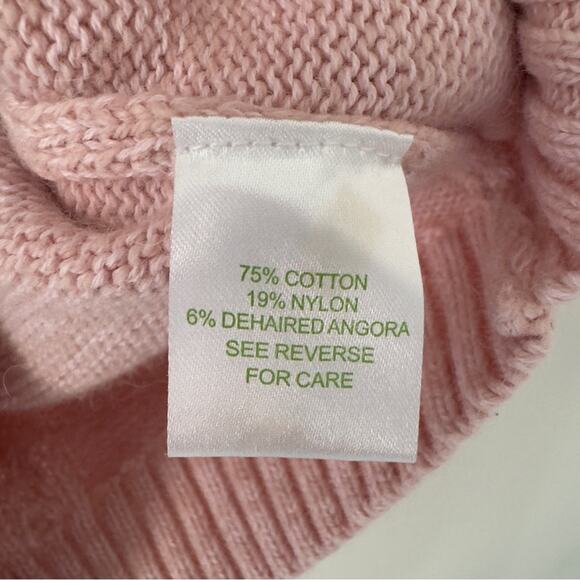 75% COTTON
19% NYLON
6% DEHAIRED ANGORA
SEE REVERSE
FOR CARE